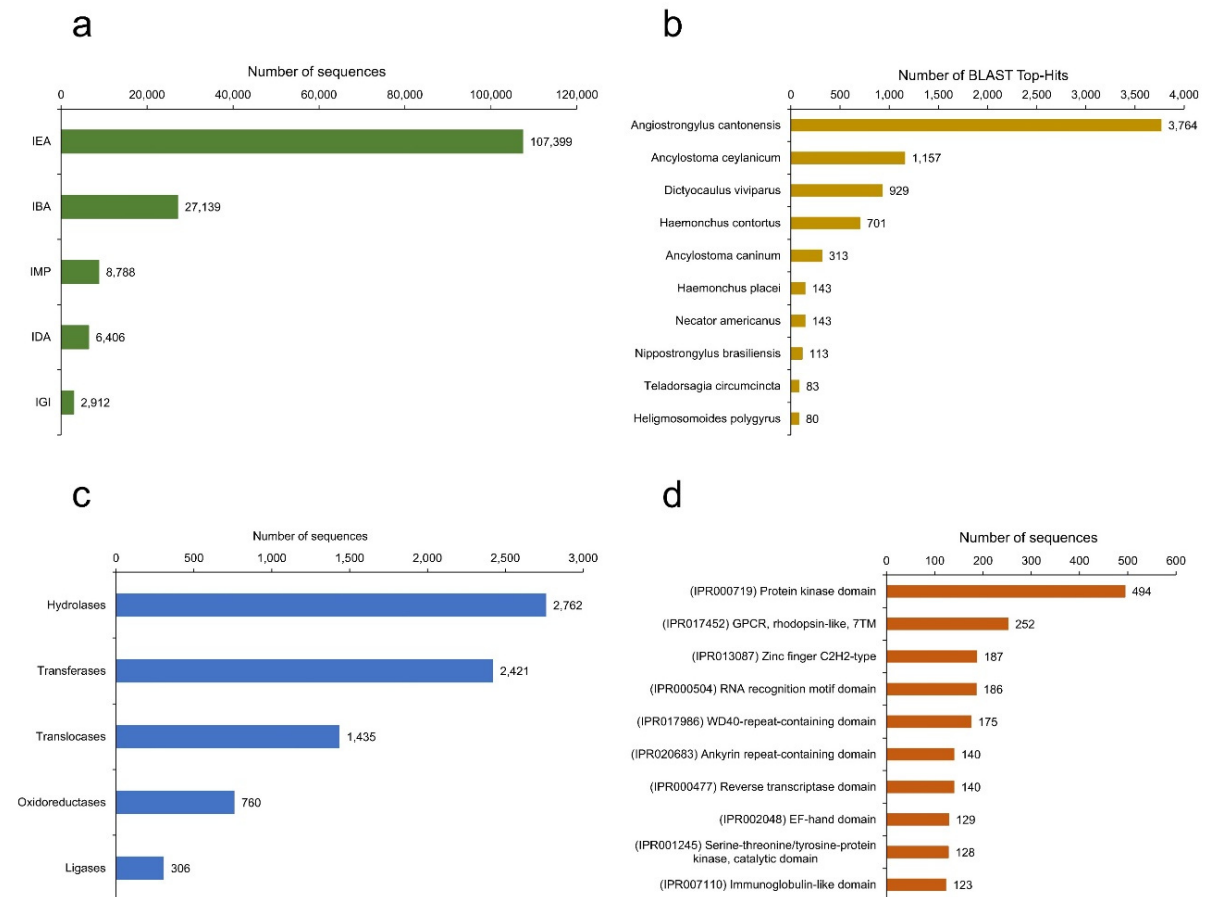 a
Number of sequences
0 20,000 40,000 60,000 80,000 100,000 120,000
IEA 107,399
IBA 27,139
IMP 8,788
IDA 6,406
IGI 2,912
b
Number of BLAST Top-Hits
0 500 1,000 1,500 2,000 2,500 3,000 3,500 4,000
Angiostrongylus cantonensis 3,764
Ancylostoma ceylanicum 1,157
Dictyocaulus viviparus 929
Haemonchus contortus 701
Ancylostoma caninum 313
Haemonchus placei 143
Necator americanus 143
Nippostrongylus brasiliensis 113
Teladorsagia circumcincta 83
Heligmosomoides polygyrus 80
c
Number of sequences
0 500 1,000 1,500 2,000 2,500 3,000
Hydrolases 2,762
Transferases 2,421
Translocases 1,435
Oxidoreductases 760
Ligases 306
d
Number of sequences
0 100 200 300 400 500 600
(IPR000719) Protein kinase domain 494
(IPR017452) GPCR, rhodopsin-like, 7TM 252
(IPR013087) Zinc finger C2H2-type 187
(IPR000504) RNA recognition motif domain 186
(IPR017986) WD40-repeat-containing domain 175
(IPR020683) Ankyrin repeat-containing domain 140
(IPR000477) Reverse transcriptase domain 140
(IPR002048) EF-hand domain 129
(IPR001245) Serine-threonine/tyrosine-protein
kinase, catalytic domain 128
(IPR007110) Immunoglobulin-like domain 123